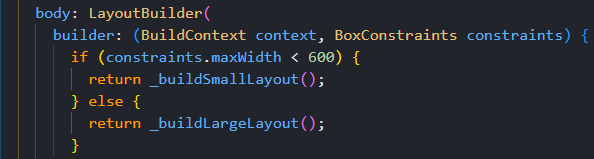 body: LayoutBuilder(
builder: (BuildContext context, BoxConstraints constraints) {
if (constraints.maxWidth < 600) {
return _buildSmallLayout();
} else {
return _buildLargeLayout();
}